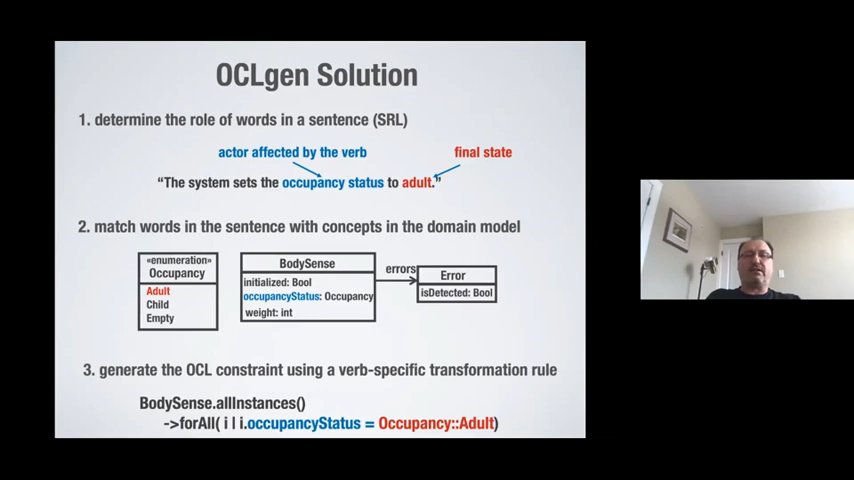 OCLgen Solution
1. determine the role of words in a sentence (SRL)
actor affected by the verb
final state
“The system sets the occupancy status to adult.”
2. match words in the sentence with concepts in the domain model
«enumeration»
Occupancy
Adult
Child
Empty
BodySense
initialized: Bool
occupancyStatus: Occupancy
weight: int
errors
Error
isDetected: Bool
3. generate the OCL constraint using a verb-specific transformation rule
BodySense.allInstances()
->forAll( i | i.occupancyStatus = Occupancy::Adult)